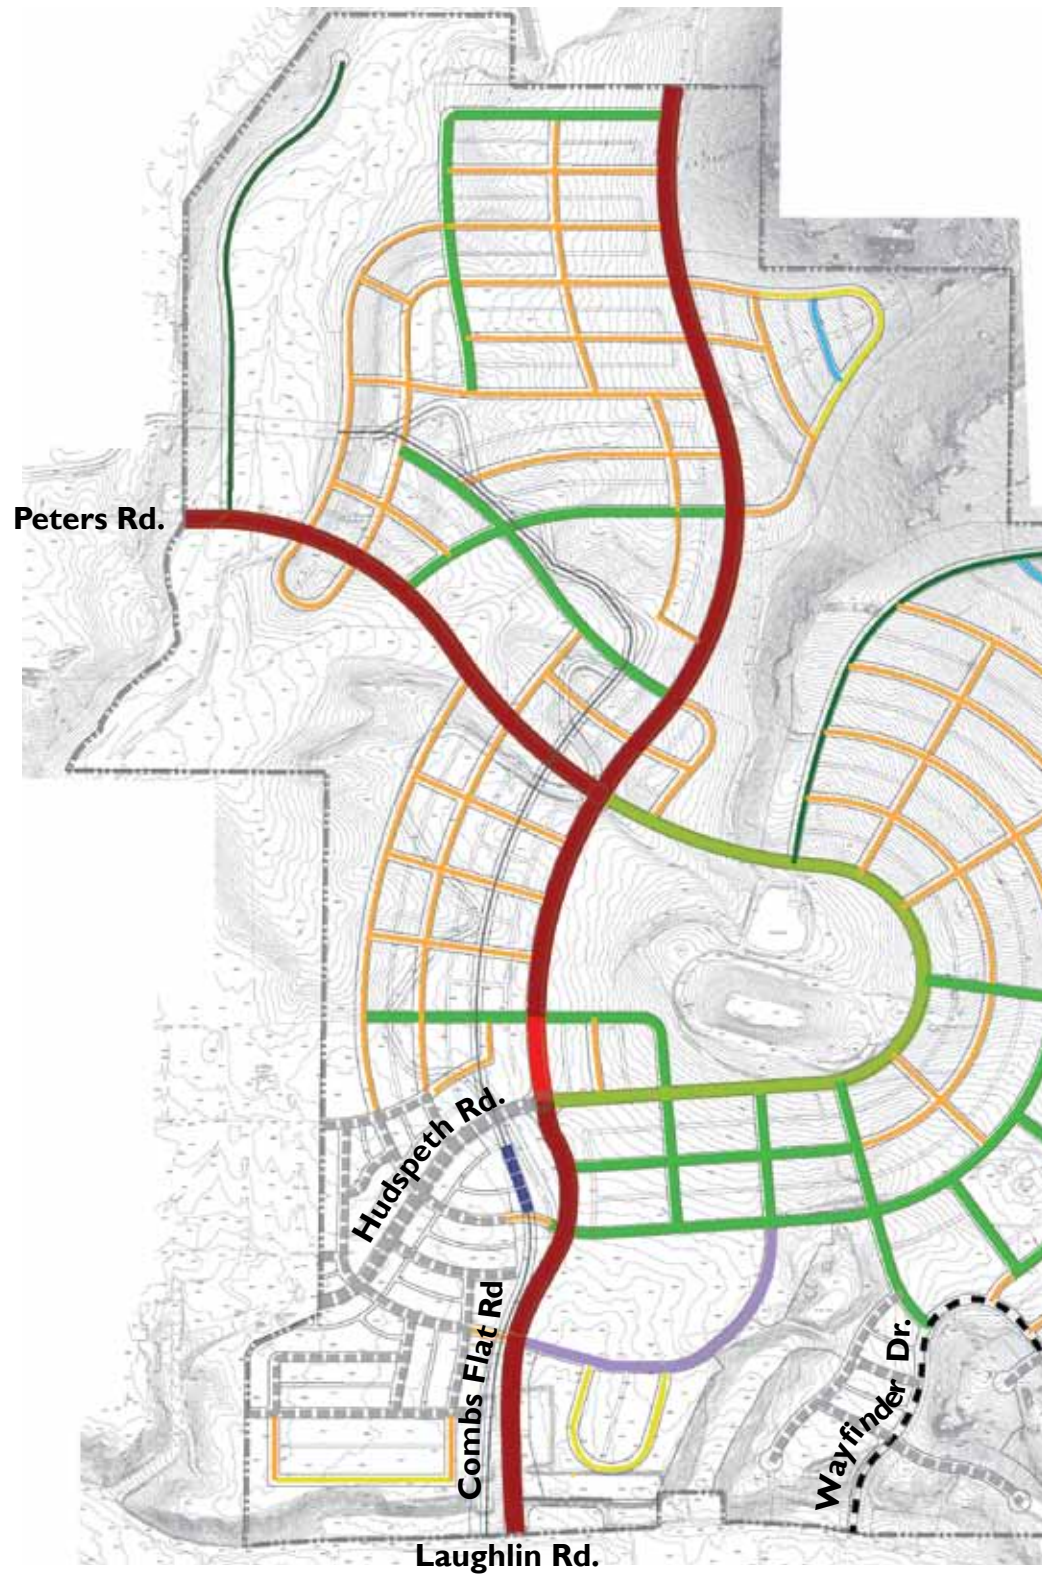 Peters Rd.
Hudspeth Rd.
Combs Flat Rd
Wayfinder Dr.
Laughlin Rd.